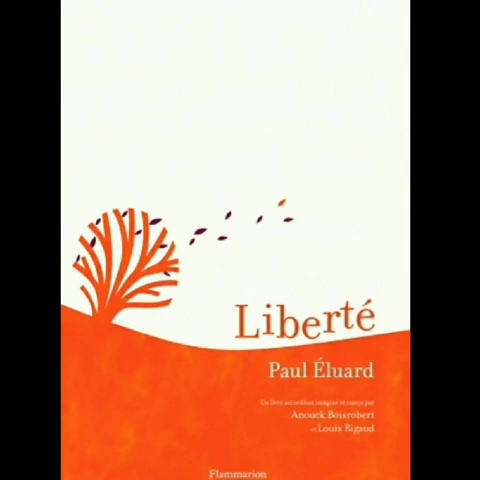 Liberté
Paul Éluard
Un livre accordéon imaginé et conçu par
Anouck Boisrobert
et Louis Rigaud
Flammarion